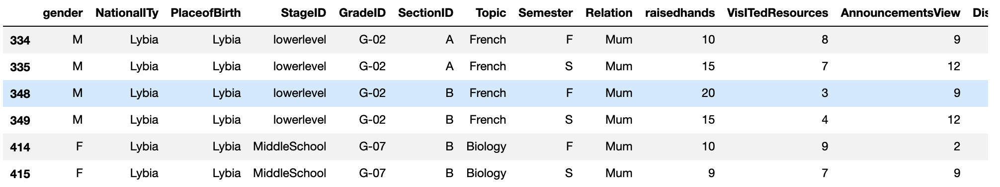 gender NationalITy PlaceofBirth StageID GradeID SectionID Topic Semester Relation raisedhands VisITedResources AnnouncementsView Dis
334 M Lybia Lybia lowerlevel G-02 A French F Mum 10 8 9
335 M Lybia Lybia lowerlevel G-02 A French S Mum 15 7 12
348 M Lybia Lybia lowerlevel G-02 B French F Mum 20 3 9
349 M Lybia Lybia lowerlevel G-02 B French S Mum 15 4 12
414 F Lybia Lybia MiddleSchool G-07 B Biology F Mum 10 9 2
415 F Lybia Lybia MiddleSchool G-07 B Biology S Mum 9 7 9